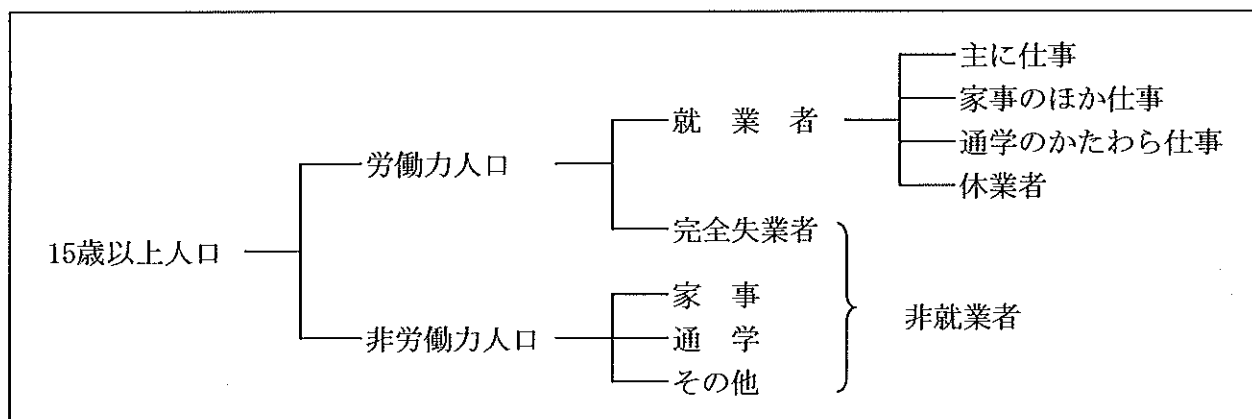 主に仕事
就 業 者
家事のほか仕事
通学のかたわら仕事
労働力人口
休業者
完全失業者
15歳以上人口
家 事
非労働力人口
通 学
非就業者
その他